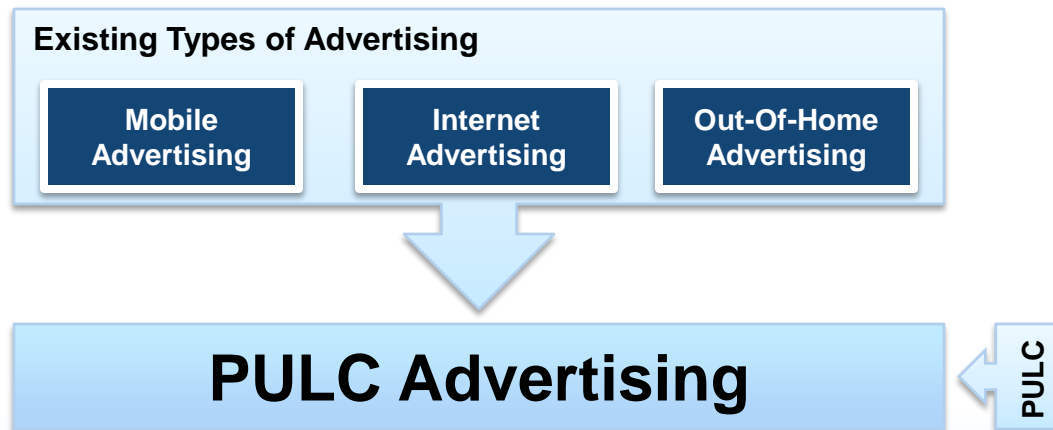 Existing Types of Advertising
Mobile
Advertising
Internet
Advertising
Out-Of-Home
Advertising
PULC Advertising
PULC